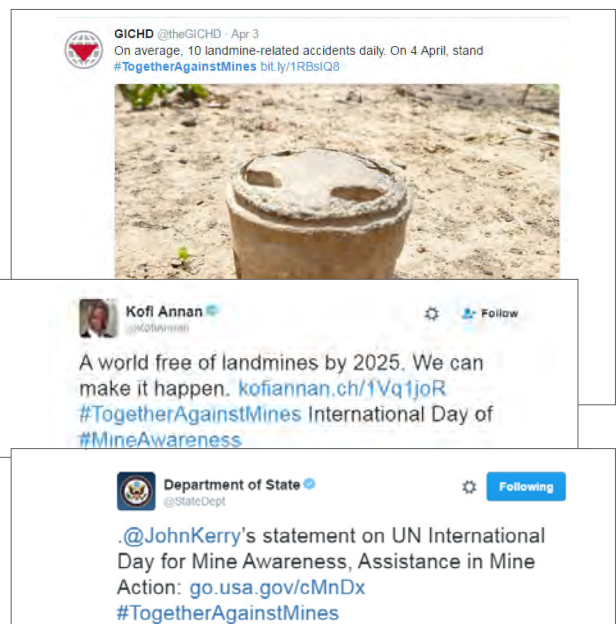 GICHD @theGICHD · Apr 3
On average, 10 landmine-related accidents daily. On 4 April, stand
#TogetherAgainstMines bit.ly/1RBsIQ8
Kofi Annan
@KofiAnnan
Follow
A world free of landmines by 2025. We can
make it happen. kofiannan.ch/1Vq1joR
#TogetherAgainstMines International Day of
#MineAwareness
Department of State
@StateDept
Following
.@JohnKerry's statement on UN International
Day for Mine Awareness, Assistance in Mine
Action: go.usa.gov/cMnDx
#TogetherAgainstMines